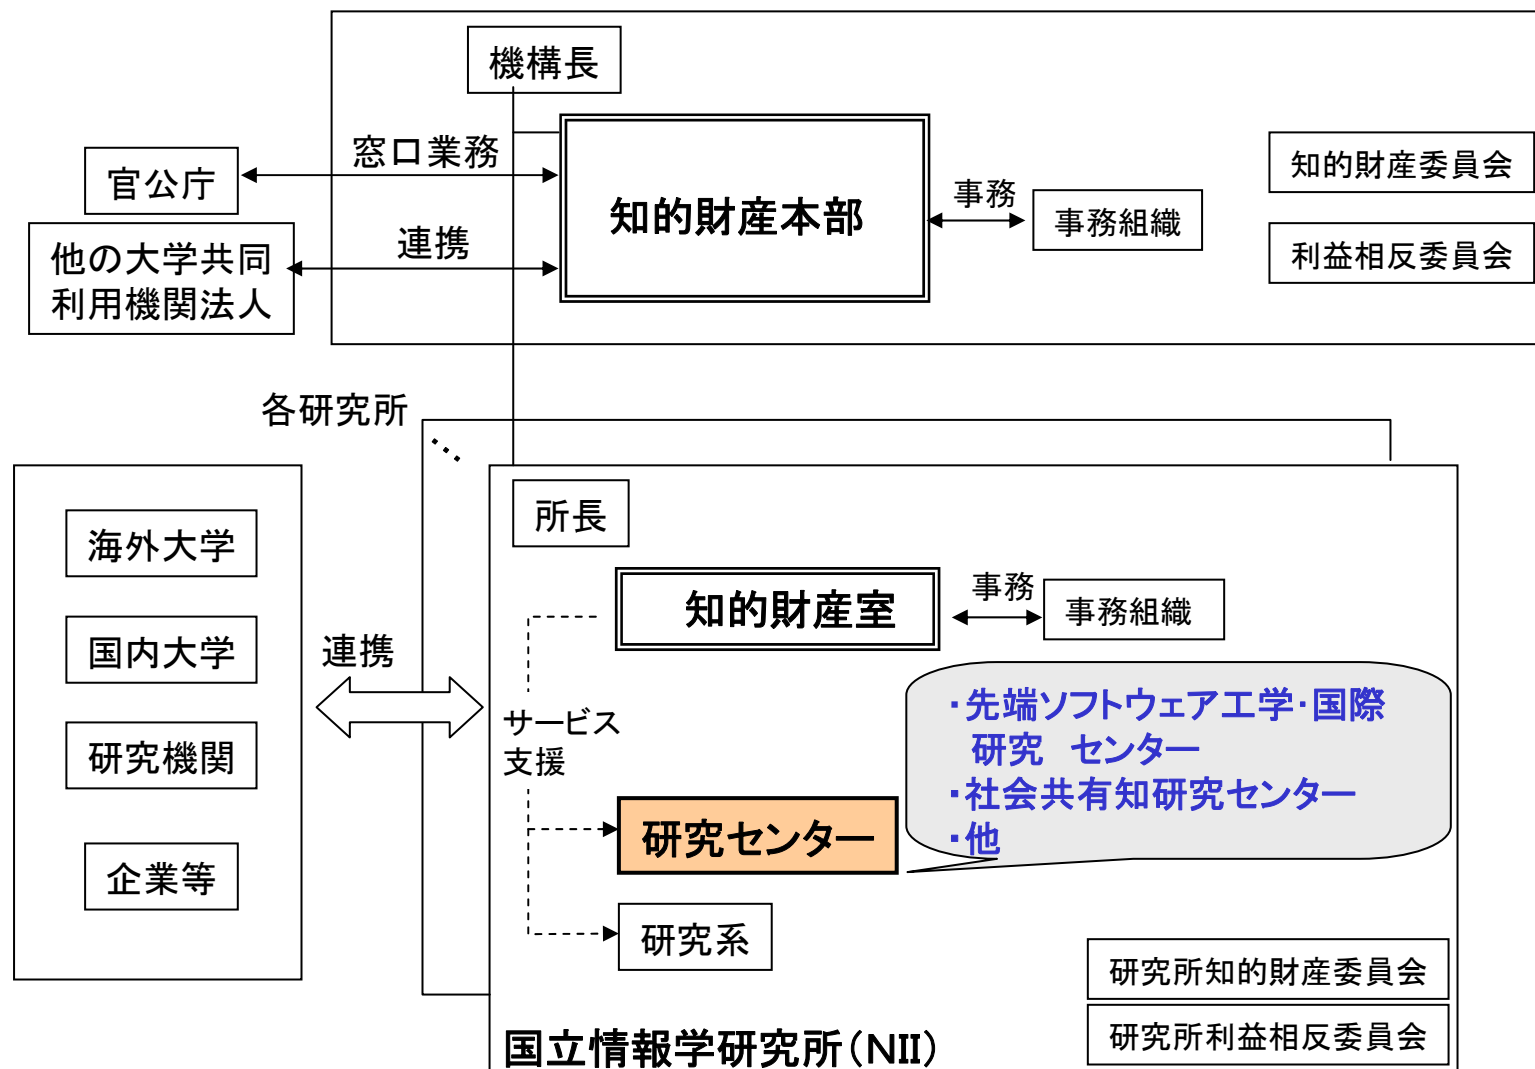 機構長
窓口業務
官公庁
知的財産本部
事務
事務組織
知的財産委員会
利益相反委員会
連携
他の大学共同
利用機関法人
各研究所
所長
海外大学
国内大学
研究機関
企業等
連携
知的財産室
事務
事務組織
サービス
支援
・先端ソフトウェア工学・国際
研究　センター
・社会共有知研究センター
・他
研究センター
研究系
研究所知的財産委員会
研究所利益相反委員会
国立情報学研究所（NII）